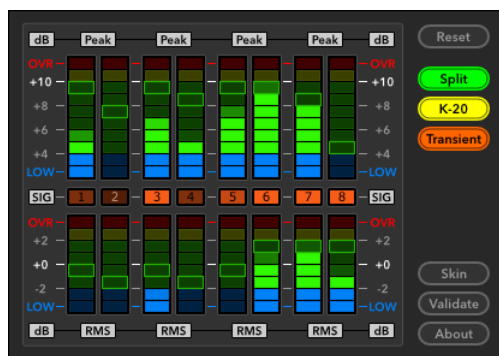 dB Peak Peak Peak Peak dB Reset
OVR OVR
+10 +10 Split
+8 +8
K-20
+6 +6
Transient
+4 +4
LOW LOW
SIG 1 2 3 4 5 6 7 8 SIG
OVR OVR
+2 +2
+0 +0 Skin
-2 -2
Validate
LOW LOW
dB RMS RMS RMS RMS dB About